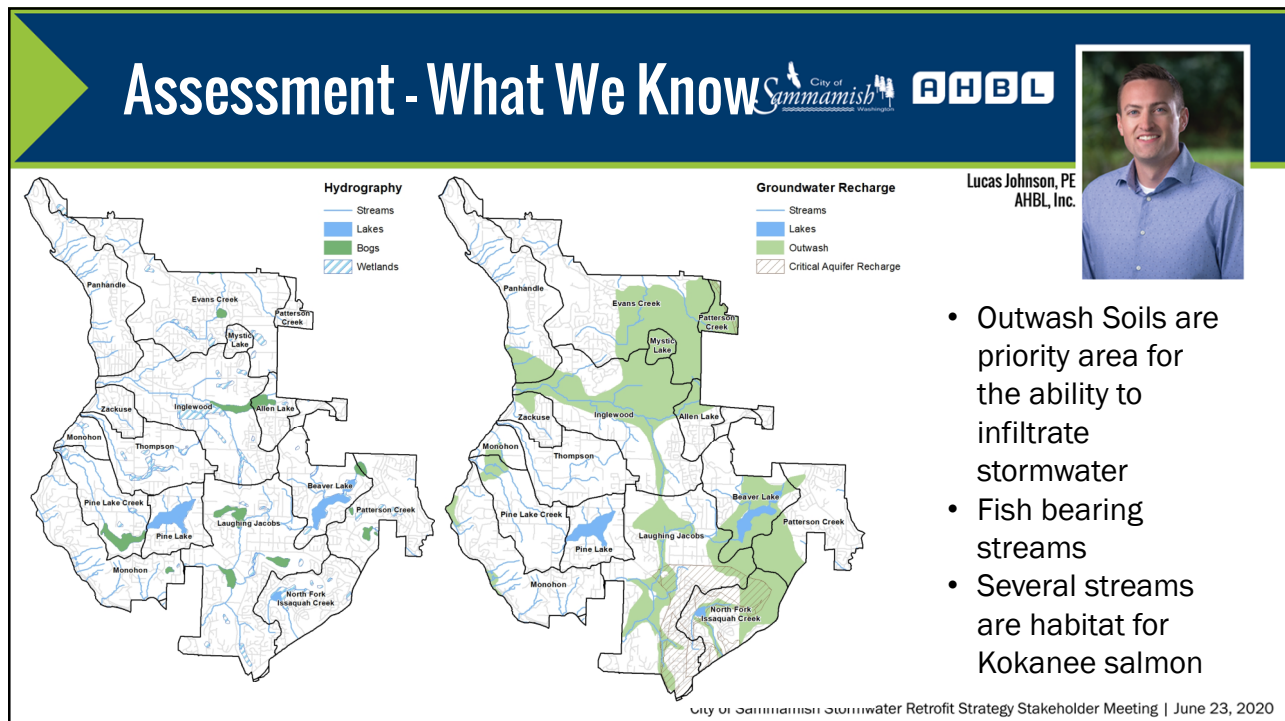 Assessment - What We Know
City of
Sammamish
Washington
AHBL
Lucas Johnson, PE
AHBL, Inc.
Hydrography
Streams
Lakes
Bogs
Wetlands
Panhandle
Evans Creek
Patterson
Creek
Mystic
Lake
Zackuse
Inglewood
Allen Lake
Monohon
Thompson
Beaver Lake
Pine Lake Creek
Pine Lake
Laughing Jacobs
Patterson Creek
Monohon
North Fork
Issaquah Creek
Groundwater Recharge
Streams
Lakes
Outwash
Critical Aquifer Recharge
Panhandle
Evans Creek
Patterson
Creek
Mystic
Lake
Zackuse
Inglewood
Allen Lake
Monohon
Thompson
Beaver Lake
Pine Lake Creek
Pine Lake
Laughing Jacobs
Patterson Creek
Monohon
North Fork
Issaquah Creek
• Outwash Soils are
priority area for
the ability to
infiltrate
stormwater
• Fish bearing
streams
• Several streams
are habitat for
Kokanee salmon
City of Sammamish Stormwater Retrofit Strategy Stakeholder Meeting | June 23, 2020